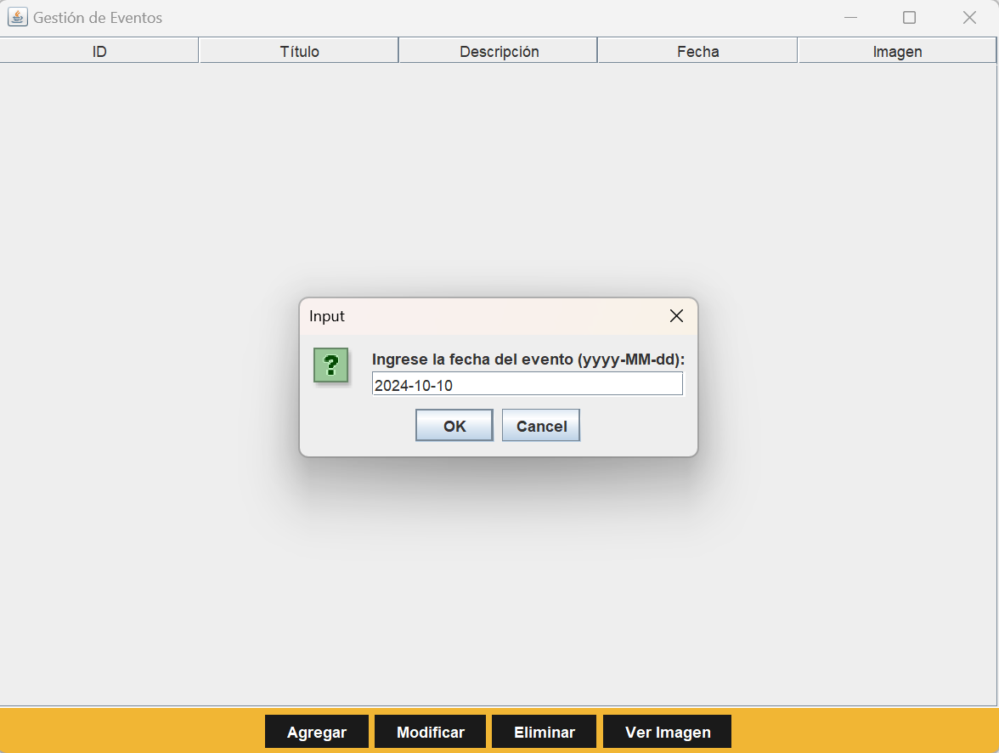 Gestión de Eventos
ID Título Descripción Fecha Imagen
Input
?
Ingrese la fecha del evento (yyyy-MM-dd):
2024-10-10
OK Cancel
Agregar Modificar Eliminar Ver Imagen